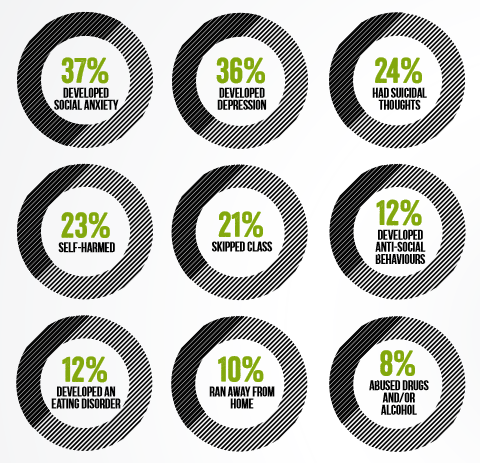 37%
DEVELOPED
SOCIAL ANXIETY
36%
DEVELOPED
DEPRESSION
24%
HAD SUICIDAL
THOUGHTS
23%
SELF-HARMED
21%
SKIPPED CLASS
12%
DEVELOPED
ANTI-SOCIAL
BEHAVIOURS
12%
DEVELOPED AN
EATING DISORDER
10%
RAN AWAY FROM
HOME
8%
ABUSED DRUGS
AND/OR
ALCOHOL